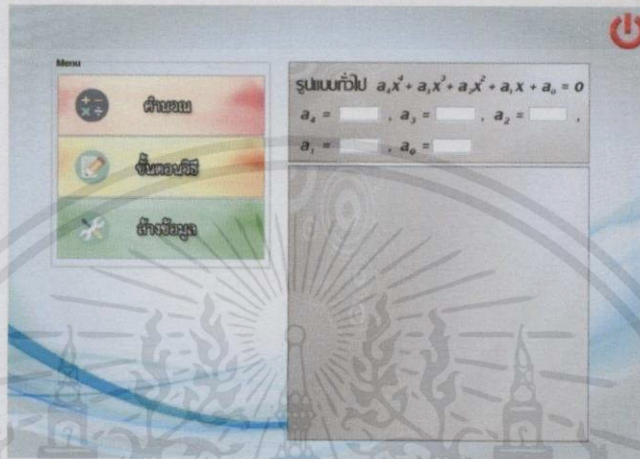 Menu
คำนวณ
ขั้นตอนวิธี
ล้างข้อมูล
รูปแบบทั่วไป a₄x⁴ + a₃x³ + a₂x² + a₁x + a₀ = 0
a₄ = , a₃ = , a₂ = ,
a₁ = , a₀ =